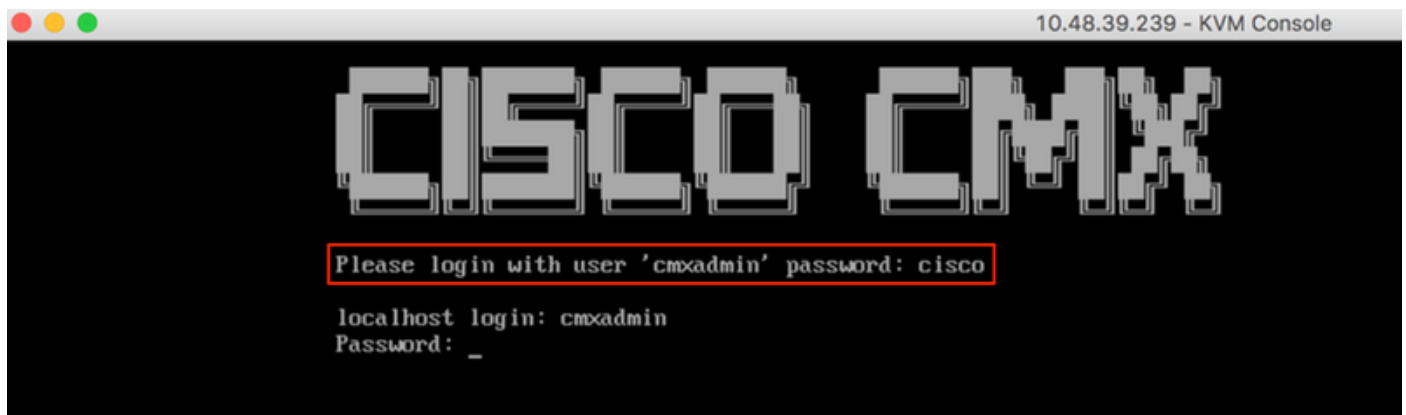 10.48.39.239 - KVM Console
CISCO CMX
Please login with user 'cmxadmin' password: cisco
localhost login: cmxadmin
Password: _